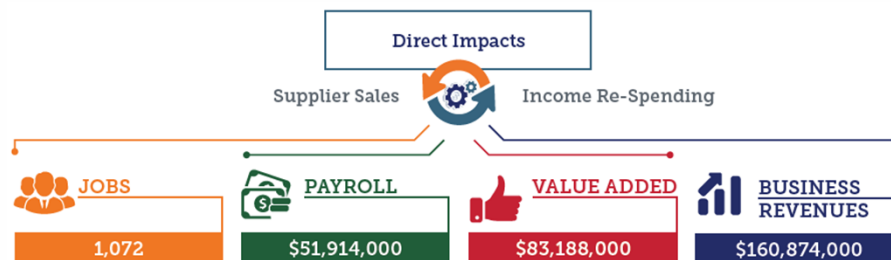 Direct Impacts
Supplier Sales
Income Re-Spending
JOBS
1,072
PAYROLL
$
$51,914,000
VALUE ADDED
$83,188,000
BUSINESS
REVENUES
$160,874,000